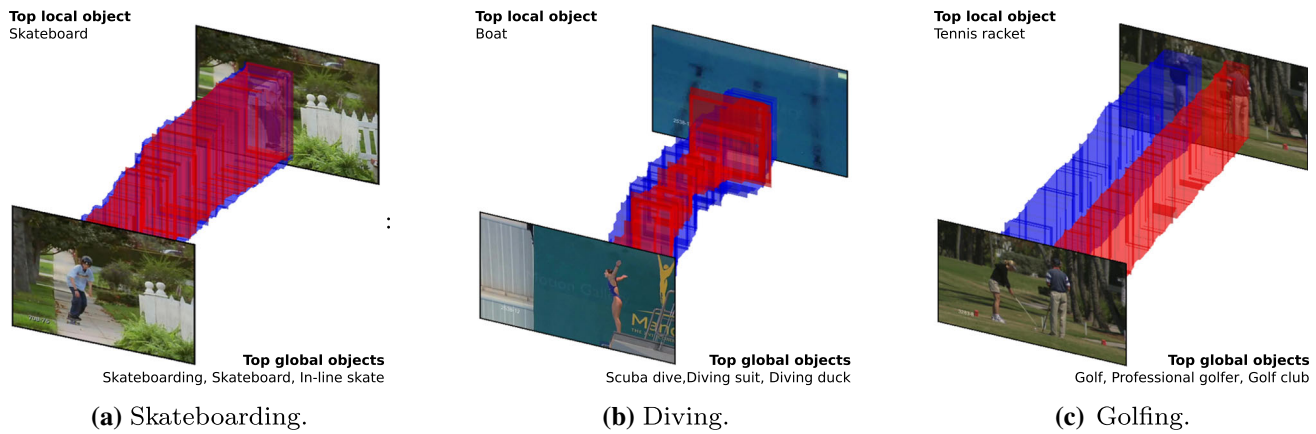 Top local object
Skateboard
Top global objects
Skateboarding, Skateboard, In-line skate
(a) Skateboarding.
:
Top local object
Boat
Top global objects
Scuba dive,Diving suit, Diving duck
(b) Diving.
Top local object
Tennis racket
Top global objects
Golf, Professional golfer, Golf club
(c) Golfing.